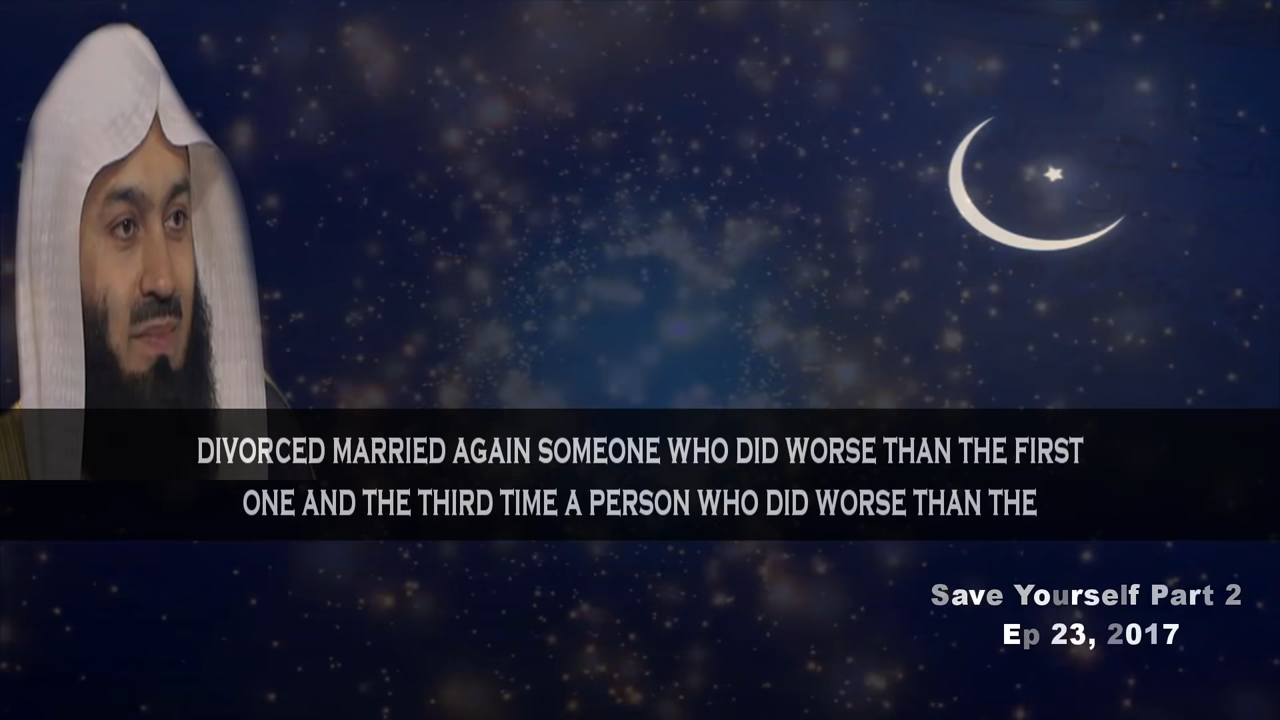 DIVORCED MARRIED AGAIN SOMEONE WHO DID WORSE THAN THE FIRST
ONE AND THE THIRD TIME A PERSON WHO DID WORSE THAN THE
Save Yourself Part 2
Ep 23, 2017